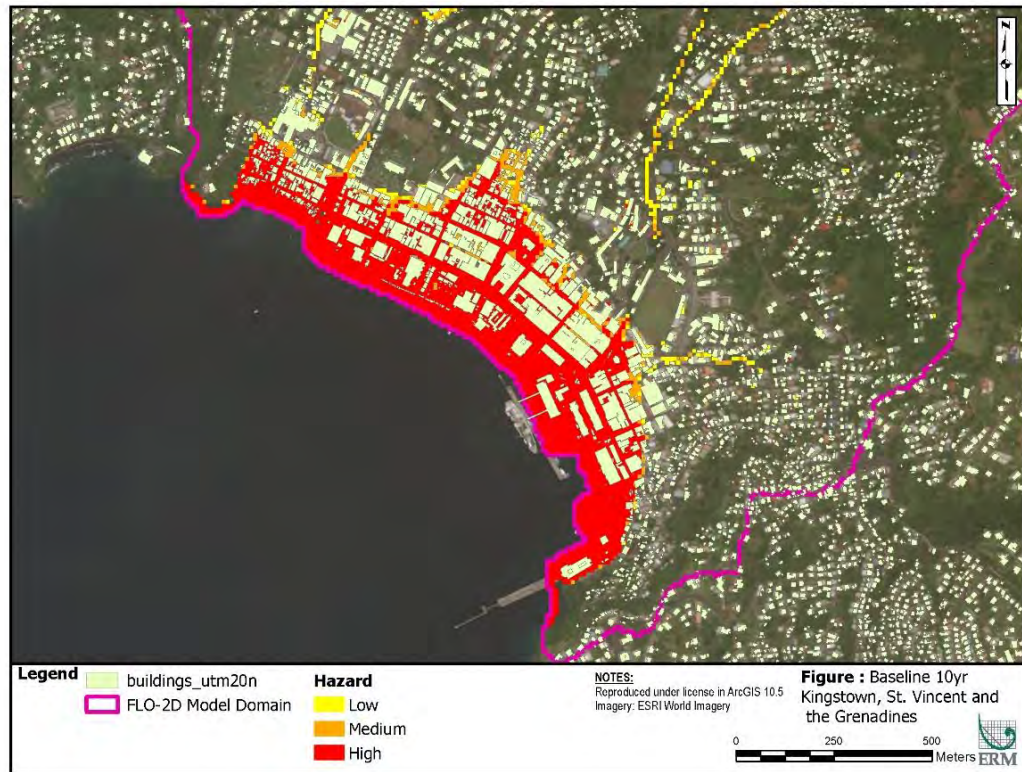 N
Legend
buildings_utm20n
FLO-2D Model Domain
Hazard
Low
Medium
High
NOTES:
Reproduced under license in ArcGIS 10.5
Imagery: ESRI World Imagery
Figure : Baseline 10yr
Kingstown, St. Vincent and
the Grenadines
0 250 500
Meters
ERM